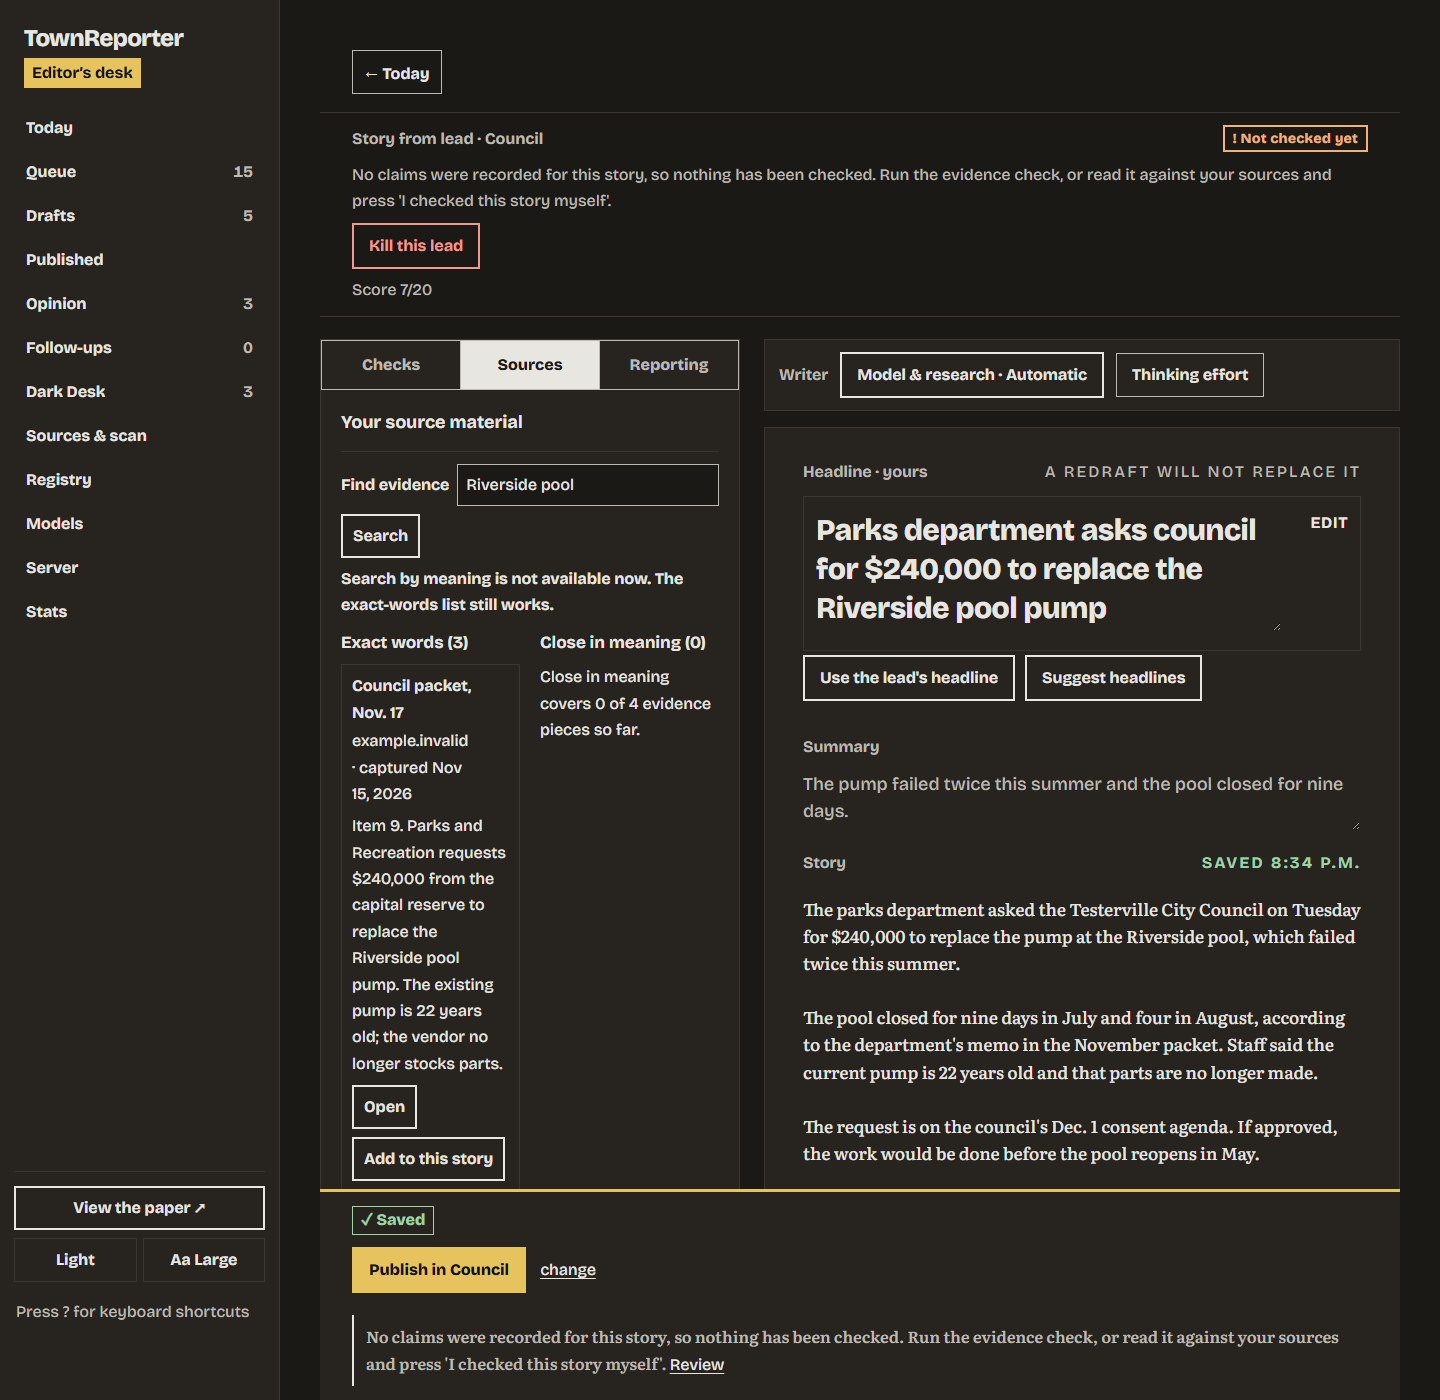 TownReporter
Editor's desk
Today
Queue 15
Drafts 5
Published
Opinion 3
Follow-ups 0
Dark Desk 3
Sources & scan
Registry
Models
Server
Stats
View the paper ↗
Light
Aa Large
Press ? for keyboard shortcuts
← Today
Story from lead · Council
! Not checked yet
No claims were recorded for this story, so nothing has been checked. Run the evidence check, or read it against your sources and
press 'I checked this story myself'.
Kill this lead
Score 7/20
Checks
Sources
Reporting
Your source material
Find evidence
Riverside pool
Search
Search by meaning is not available now. The
exact-words list still works.
Exact words (3)
Council packet,
Nov. 17
example.invalid
· captured Nov
15, 2026
Item 9. Parks and
Recreation requests
$240,000 from the
capital reserve to
replace the
Riverside pool
pump. The existing
pump is 22 years
old; the vendor no
longer stocks parts.
Open
Add to this story
Close in meaning (0)
Close in meaning
covers 0 of 4 evidence
pieces so far.
Writer
Model & research · Automatic
Thinking effort
Headline · yours
A REDRAFT WILL NOT REPLACE IT
Parks department asks council
for $240,000 to replace the
Riverside pool pump
EDIT
Use the lead's headline
Suggest headlines
Summary
The pump failed twice this summer and the pool closed for nine
days.
Story
SAVED 8:34 P.M.
The parks department asked the Testerville City Council on Tuesday
for $240,000 to replace the pump at the Riverside pool, which failed
twice this summer.
The pool closed for nine days in July and four in August, according
to the department's memo in the November packet. Staff said the
current pump is 22 years old and that parts are no longer made.
The request is on the council's Dec. 1 consent agenda. If approved,
the work would be done before the pool reopens in May.
✓ Saved
Publish in Council
change
No claims were recorded for this story, so nothing has been checked. Run the evidence check, or read it against your sources
and press 'I checked this story myself'. Review